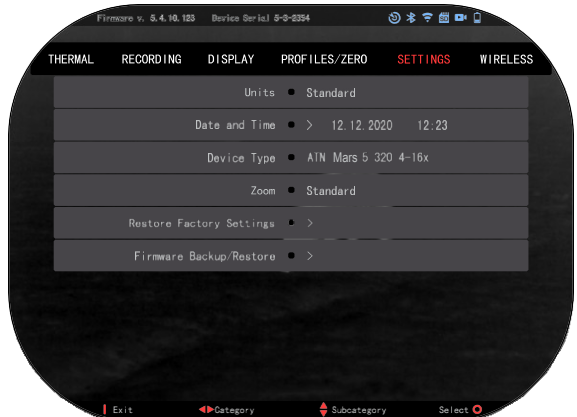 Firmware v. 5.4.10.123 Device Serial 5-3-2354
THERMAL RECORDING DISPLAY PROFILES/ZERO SETTINGS WIRELESS
Units Standard
Date and Time > 12.12.2020 12:23
Device Type ATN Mars 5 320 4-16x
Zoom Standard
Restore Factory Settings >
Firmware Backup/Restore >
Exit Category Subcategory Select